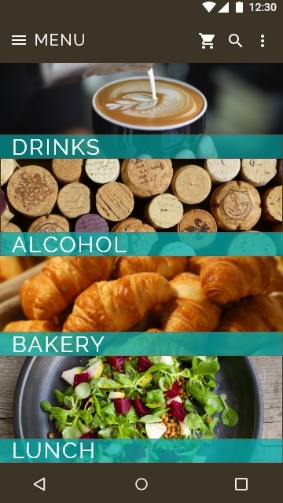 12:30
MENU
DRINKS
ALCOHOL
BAKERY
LUNCH